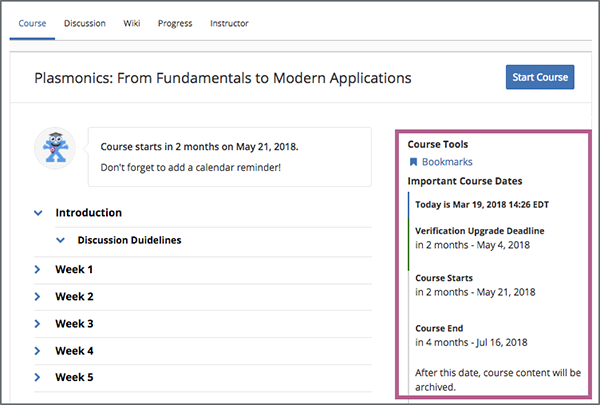 Course Discussion Wiki Progress Instructor
Plasmonics: From Fundamentals to Modern Applications
Start Course
Course starts in 2 months on May 21, 2018.
Don't forget to add a calendar reminder!
Introduction
Discussion Duidelines
Week 1
Week 2
Week 3
Week 4
Week 5
Course Tools
Bookmarks
Important Course Dates
Today is Mar 19, 2018 14:26 EDT
Verification Upgrade Deadline
in 2 months - May 4, 2018
Course Starts
in 2 months - May 21, 2018
Course End
in 4 months - Jul 16, 2018
After this date, course content will be
archived.